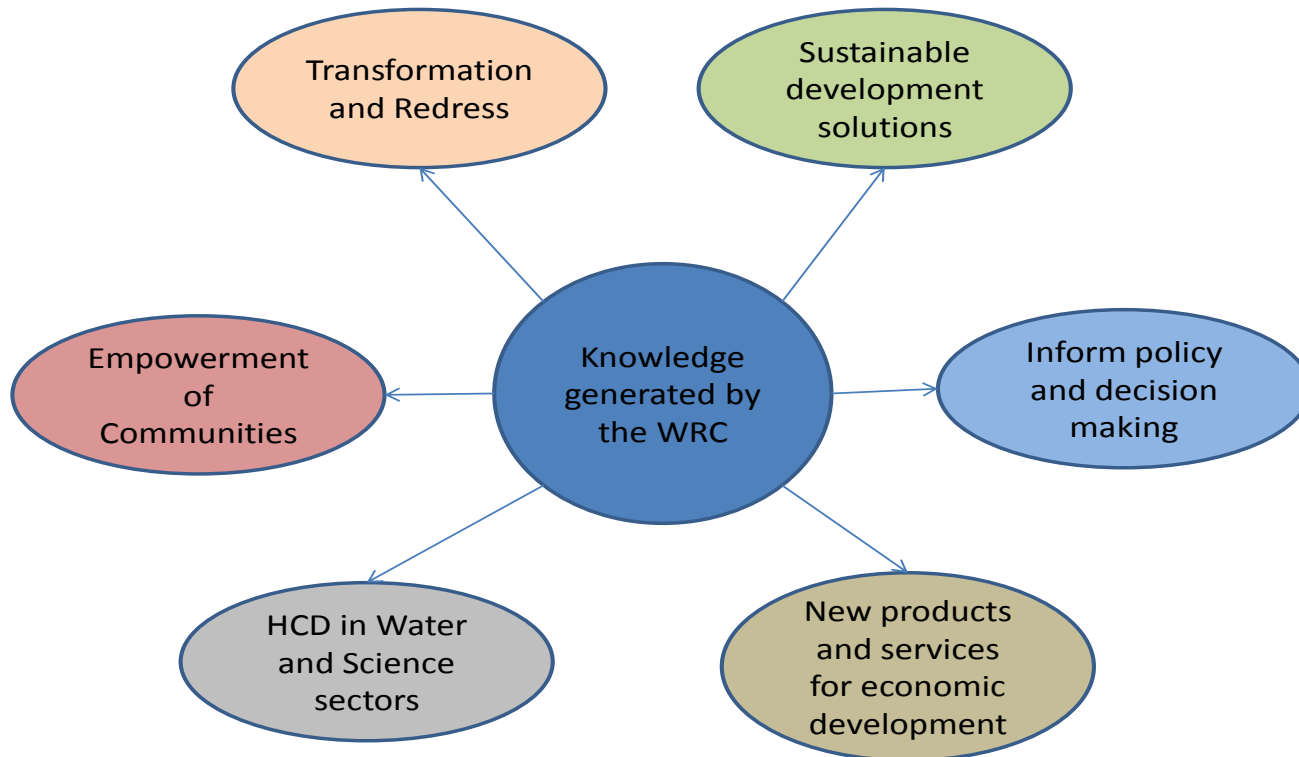 Transformation
and Redress
Sustainable
development
solutions
Empowerment
of
Communities
Knowledge
generated by
the WRC
Inform policy
and decision
making
HCD in Water
and Science
sectors
New products
and services
for economic
development